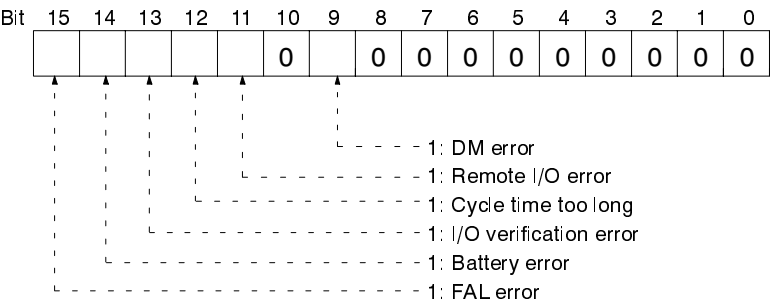 Bit 15 14 13 12 11 10 9 8 7 6 5 4 3 2 1 0
0 0 0 0 0 0 0 0 0 0
1: DM error
1: Remote I/O error
1: Cycle time too long
1: I/O verification error
1: Battery error
1: FAL error